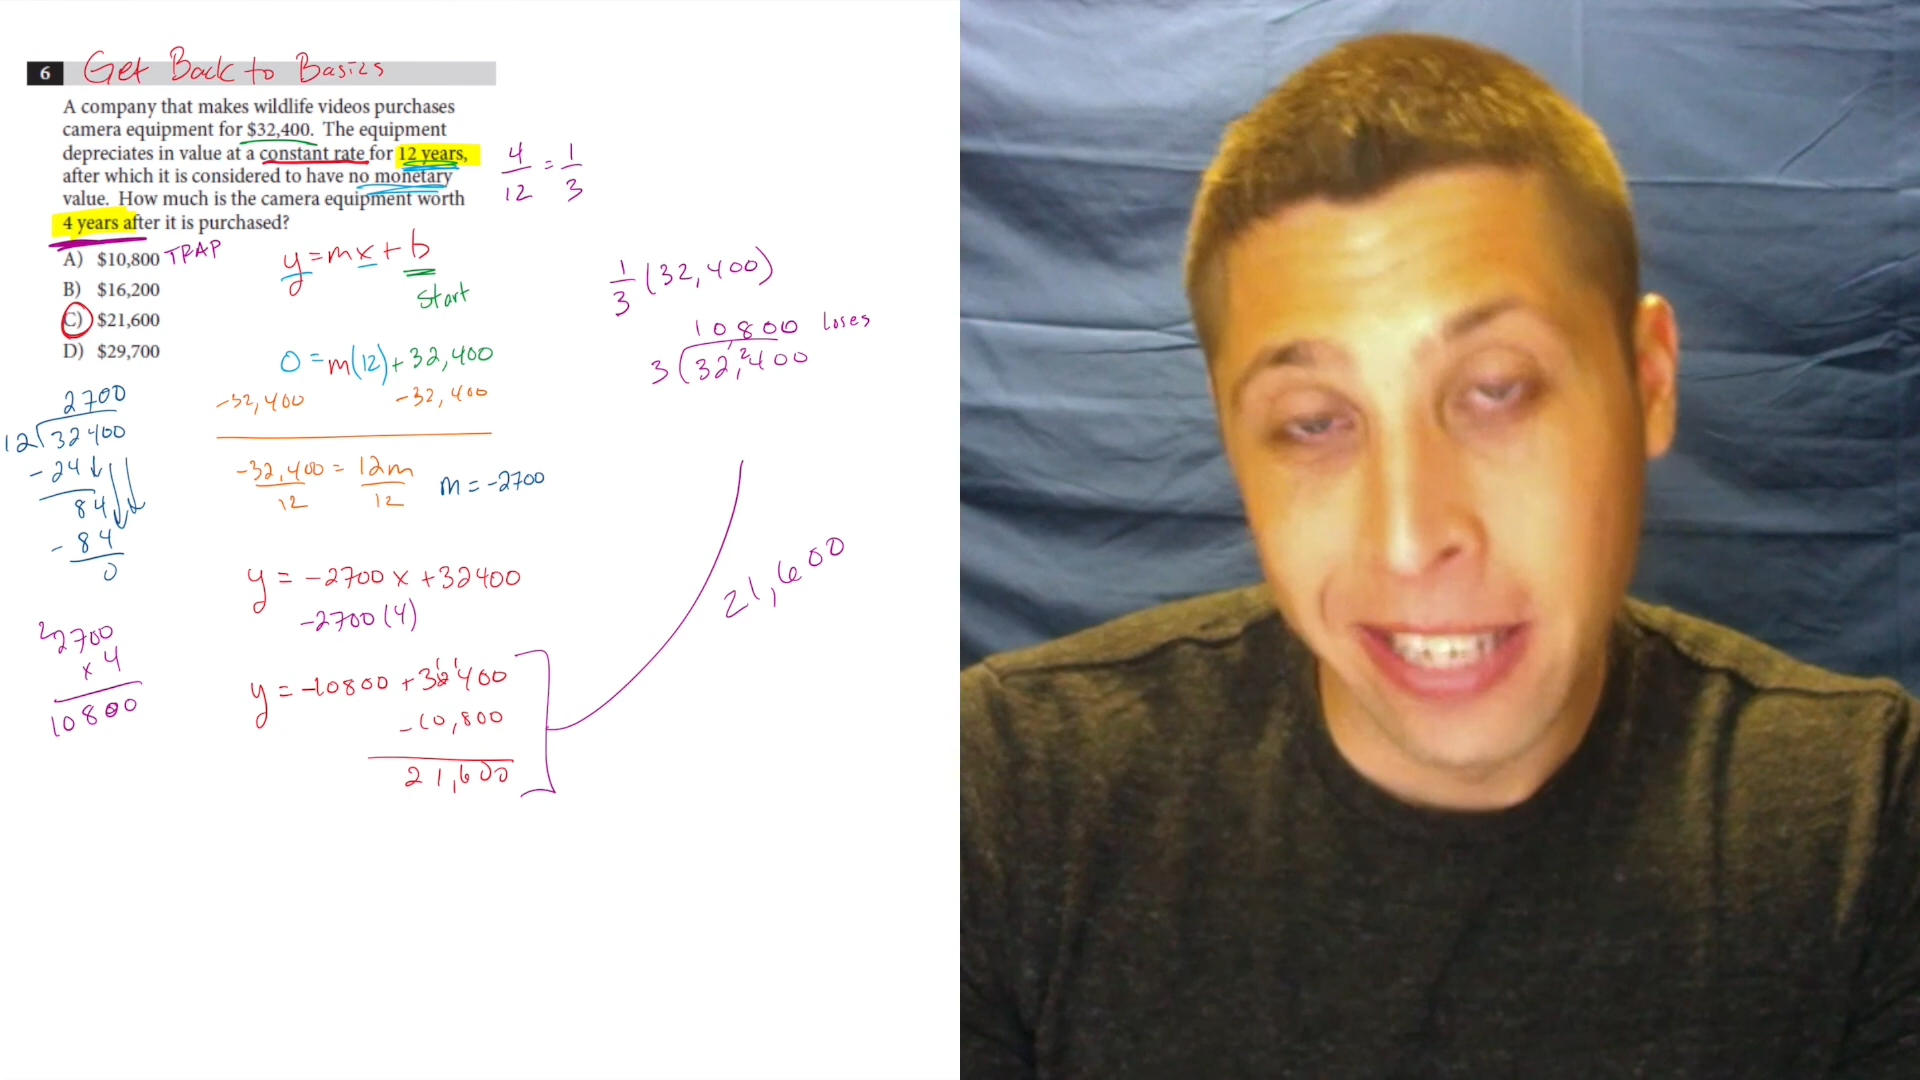 6 Get Back to Basics
A company that makes wildlife videos purchases
camera equipment for $32,400. The equipment
depreciates in value at a constant rate for 12 years,
after which it is considered to have no monetary
value. How much is the camera equipment worth
4 years after it is purchased?
A) $10,800 TRAP
B) $16,200
C) $21,600
D) $29,700
4/12 = 1/3
y = mx + b
Start
0 = m(12) + 32,400
-32,400 -32,400
-32,400 = 12m
12 12
m = -2700
2700
12 32400
-24
84
-84
0
y = -2700x + 32400
-2700(4)
2 2700
x 4
10800
y = -10800 + 32400
-10,800
21,600
1/3 (32,400)
10800 loses
3 32,400
21,600